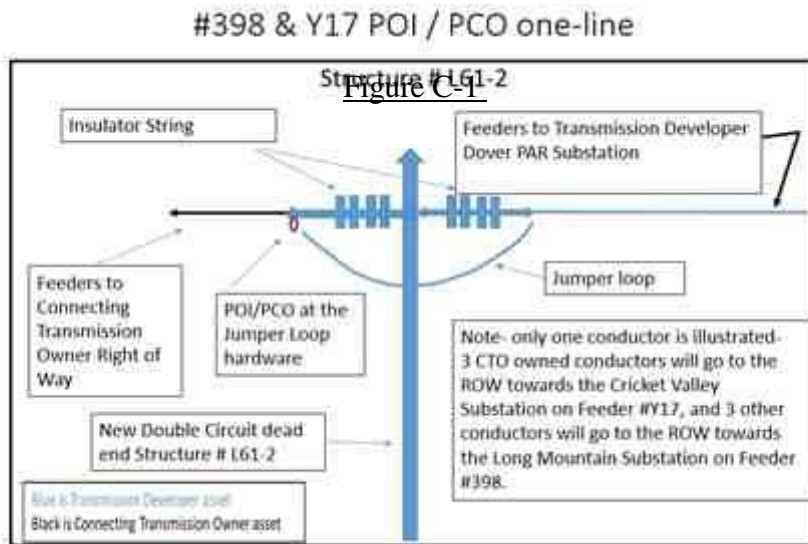 #398 & Y17 POI / PCO one-line
Structure # L61-2
Figure C-1
Insulator String
Feeders to Transmission Developer
Dover PAR Substation
Feeders to
Connecting
Transmission
Owner Right of
Way
POI/PCO at the
Jumper Loop
hardware
Jumper loop
Note- only one conductor is illustrated-
3 CTO owned conductors will go to the
ROW towards the Cricket Valley
Substation on Feeder #Y17, and 3 other
conductors will go to the ROW towards
the Long Mountain Substation on Feeder
#398.
New Double Circuit dead
end Structure # L61-2
Blue is Transmission Developer asset
Black is Connecting Transmission Owner asset